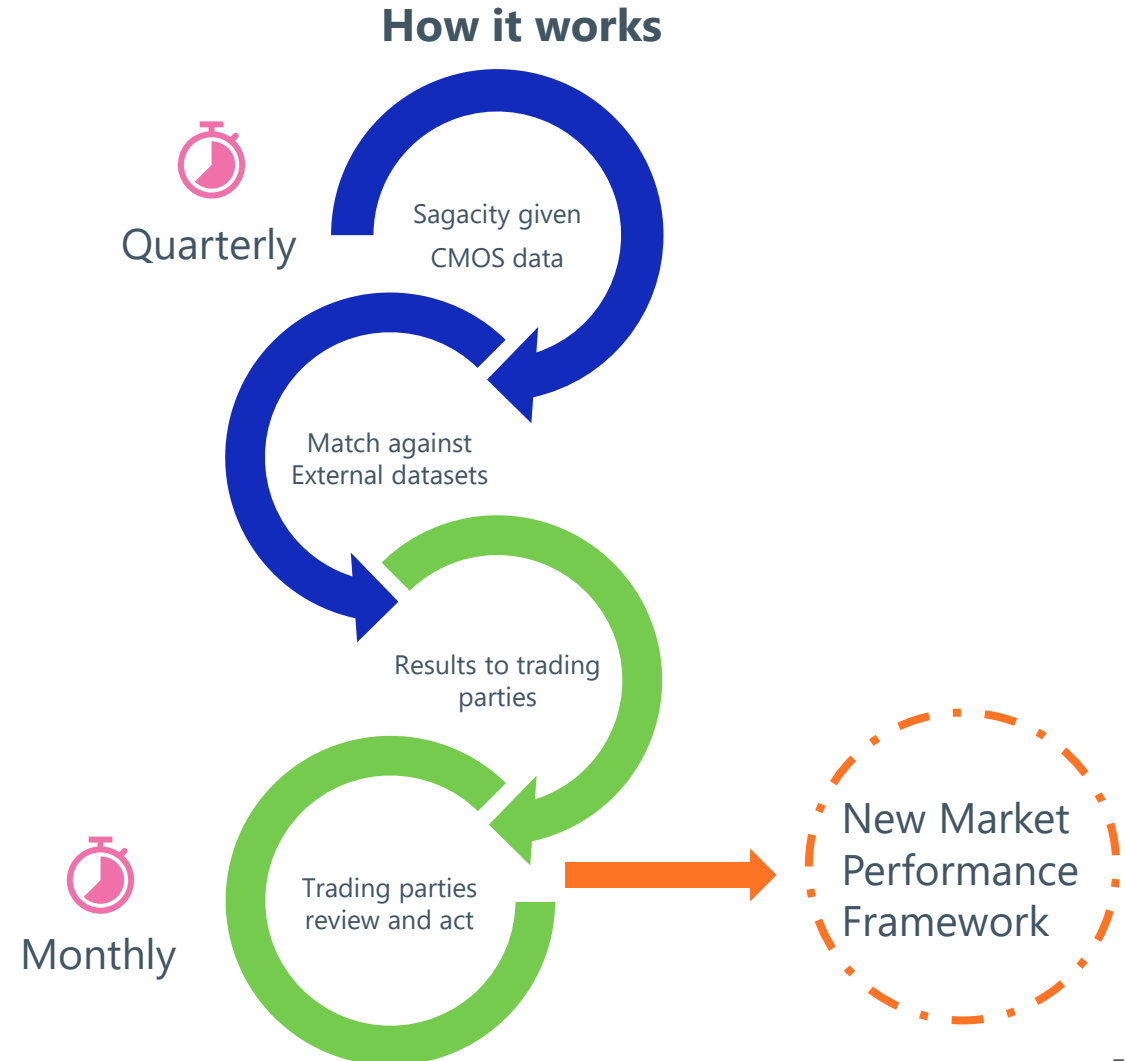 How it works
Quarterly
Sagacity given
CMOS data
Match against
External datasets
Results to trading
parties
New Market
Performance
Framework
Trading parties
review and act
Monthly